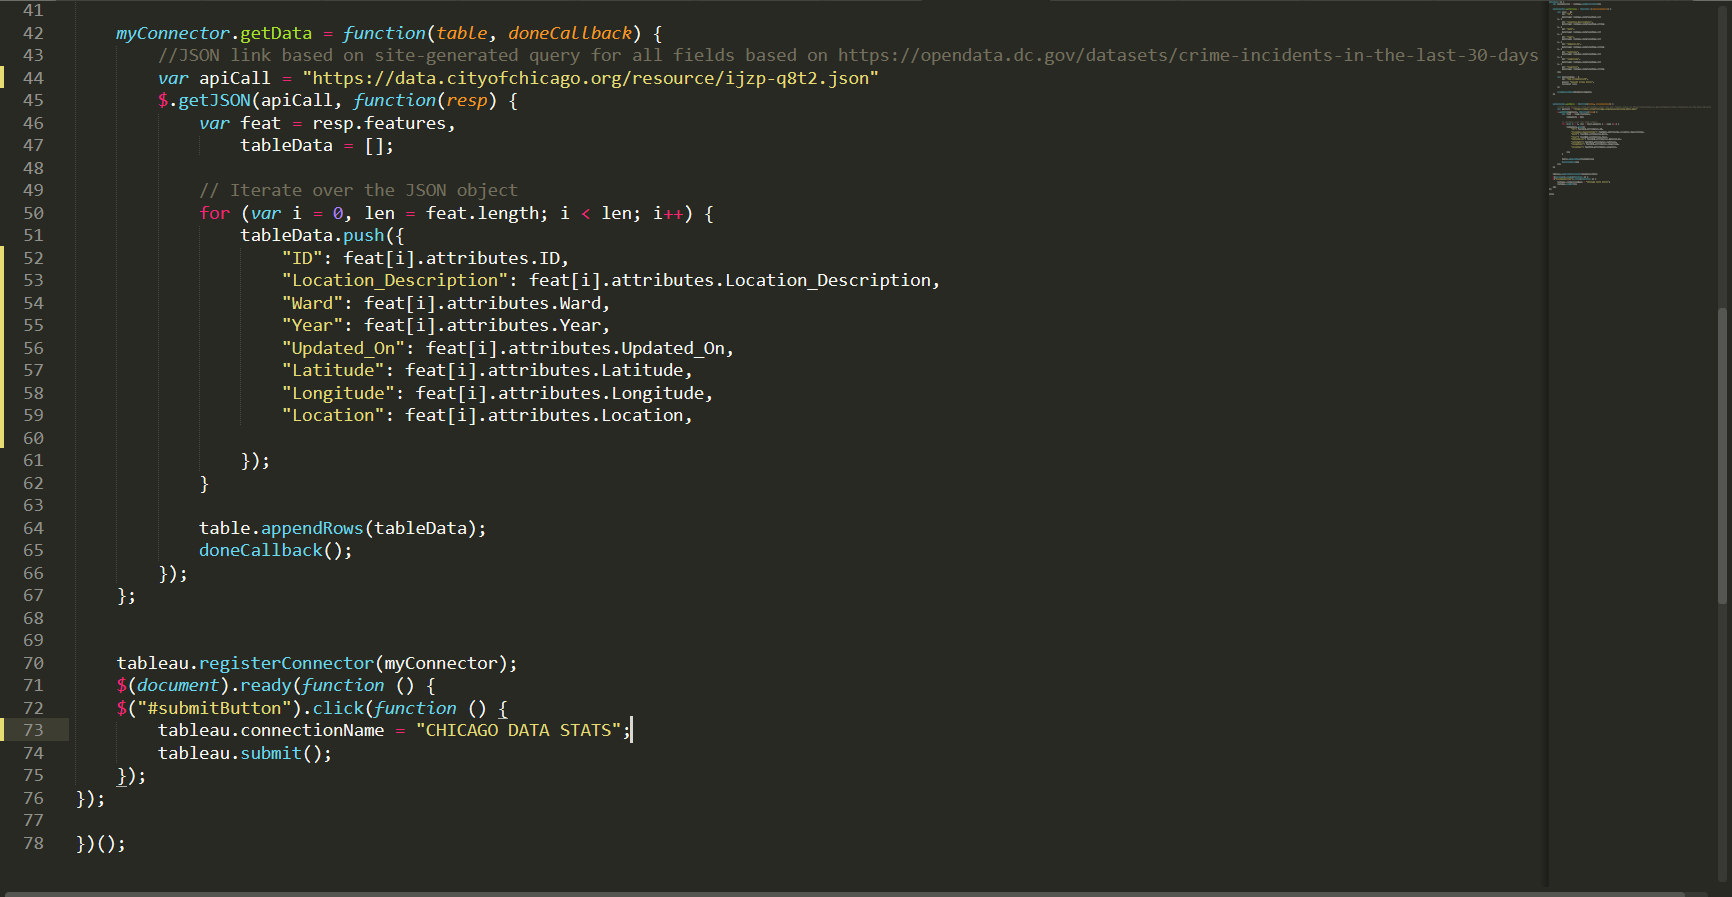 41
42 myConnector.getData = function(table, doneCallback) {
43 //JSON link based on site-generated query for all fields based on https://opendata.dc.gov/datasets/crime-incidents-in-the-last-30-days
44 var apiCall = "https://data.cityofchicago.org/resource/ijzp-q8t2.json"
45 $.getJSON(apiCall, function(resp) {
46 var feat = resp.features,
47 tableData = [];
48
49 // Iterate over the JSON object
50 for (var i = 0, len = feat.length; i < len; i++) {
51 tableData.push({
52 "ID": feat[i].attributes.ID,
53 "Location_Description": feat[i].attributes.Location_Description,
54 "Ward": feat[i].attributes.Ward,
55 "Year": feat[i].attributes.Year,
56 "Updated_On": feat[i].attributes.Updated_On,
57 "Latitude": feat[i].attributes.Latitude,
58 "Longitude": feat[i].attributes.Longitude,
59 "Location": feat[i].attributes.Location,
60
61 });
62 }
63
64 table.appendRows(tableData);
65 doneCallback();
66 });
67 };
68
69
70 tableau.registerConnector(myConnector);
71 $(document).ready(function () {
72 $("#submitButton").click(function () {
73 tableau.connectionName = "CHICAGO DATA STATS";
74 tableau.submit();
75 });
76 });
77
78 })();